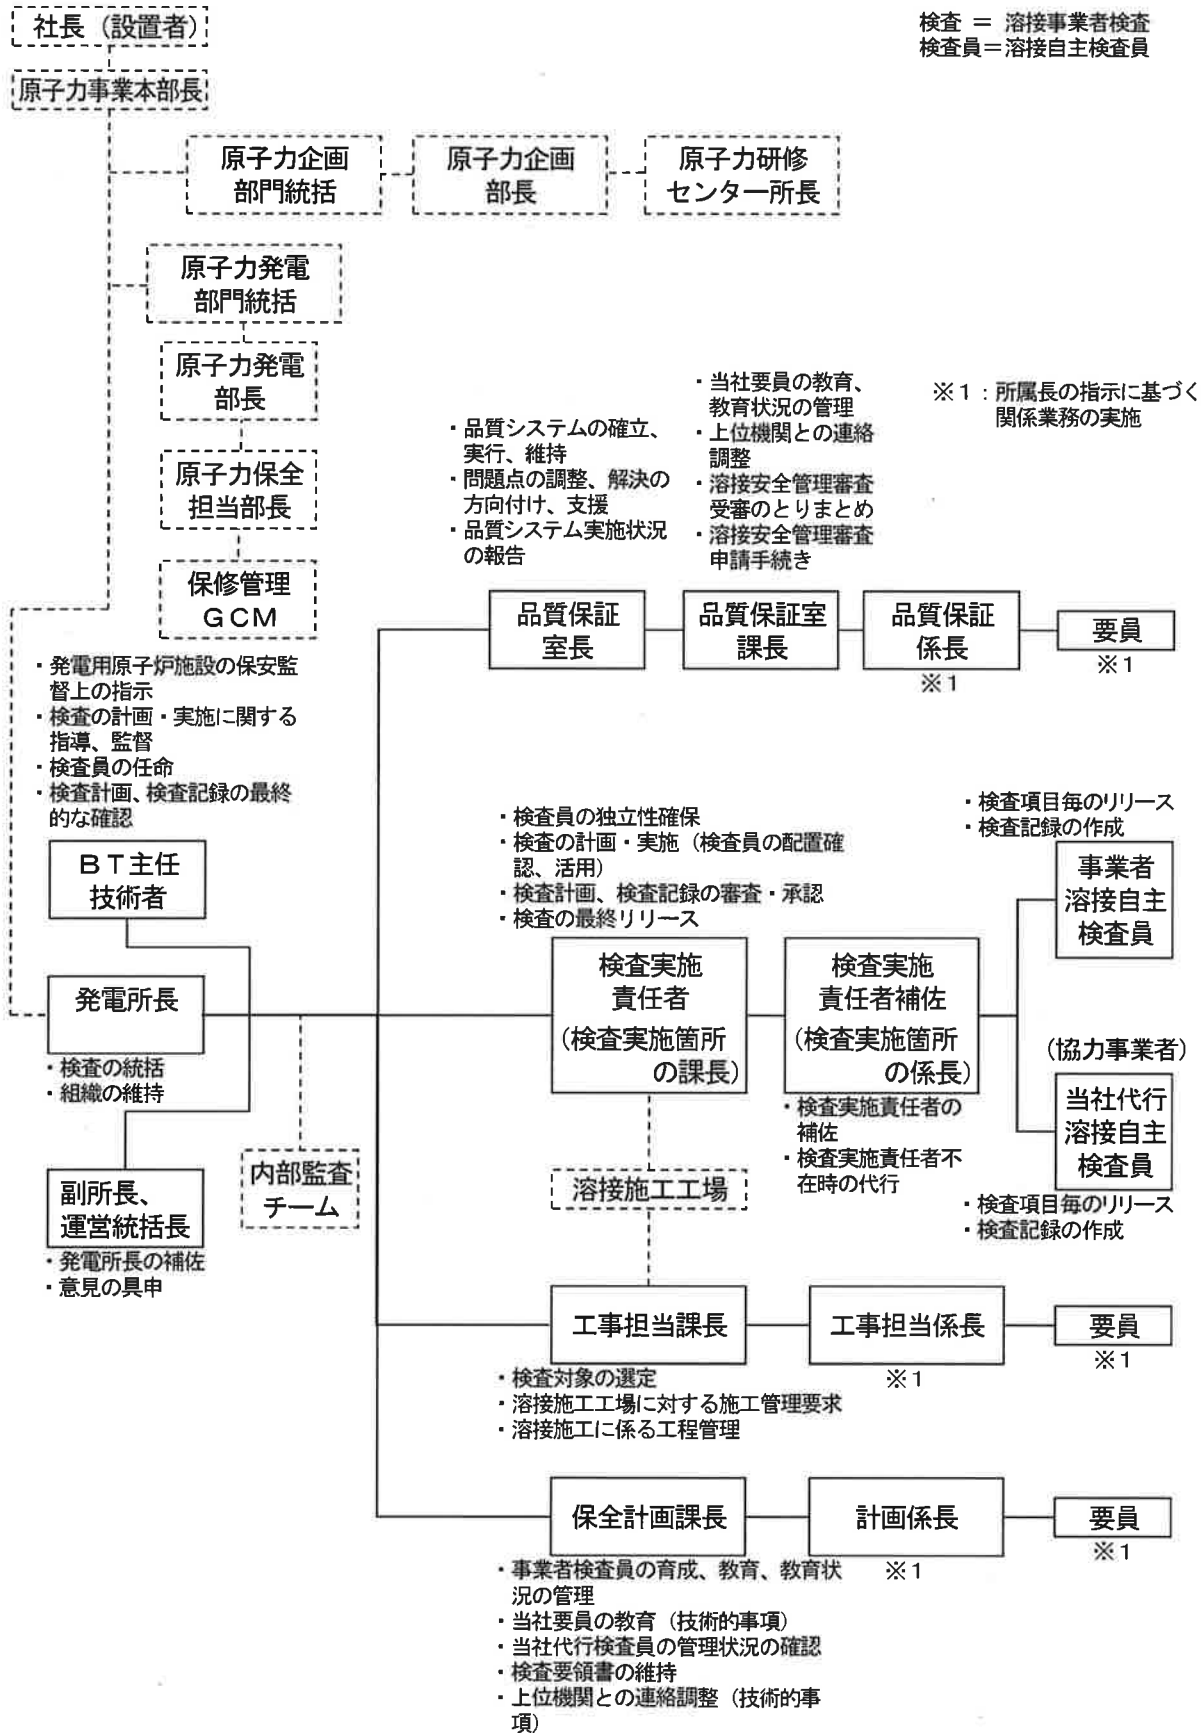 社長（設置者）
検査 ＝ 溶接事業者検査
検査員＝溶接自主検査員
原子力事業本部長
原子力企画
部門統括
原子力企画
部長
原子力研修
センター所長
原子力発電
部門統括
原子力発電
部長
原子力保全
担当部長
保修管理
ＧＣＭ
・品質システムの確立、
実行、維持
・問題点の調整、解決の
方向付け、支援
・品質システム実施状況
の報告
・当社要員の教育、
教育状況の管理
・上位機関との連絡
調整
・溶接安全管理審査
受審のとりまとめ
・溶接安全管理審査
申請手続き
※１：所属長の指示に基づく
関係業務の実施
品質保証
室長
品質保証室
課長
品質保証
係長
※１
要員
※１
・発電用原子炉施設の保安監
督上の指示
・検査の計画・実施に関する
指導、監督
・検査員の任命
・検査計画、検査記録の最終
的な確認
ＢＴ主任
技術者
発電所長
・検査の統括
・組織の維持
副所長、
運営統括長
・発電所長の補佐
・意見の具申
内部監査
チーム
・検査員の独立性確保
・検査の計画・実施（検査員の配置確
認、活用）
・検査計画、検査記録の審査・承認
・検査の最終リリース
検査実施
責任者
（検査実施箇所
の課長）
検査実施
責任者補佐
（検査実施箇所
の係長）
・検査実施責任者の
補佐
・検査実施責任者不
在時の代行
・検査項目毎のリリース
・検査記録の作成
事業者
溶接自主
検査員
（協力事業者）
当社代行
溶接自主
検査員
・検査項目毎のリリース
・検査記録の作成
溶接施工工場
工事担当課長
・検査対象の選定
・溶接施工工場に対する施工管理要求
・溶接施工に係る工程管理
工事担当係長
※１
要員
※１
保全計画課長
・事業者検査員の育成、教育、教育状
況の管理
・当社要員の教育（技術的事項）
・当社代行検査員の管理状況の確認
・検査要領書の維持
・上位機関との連絡調整（技術的事
項）
計画係長
※１
要員
※１